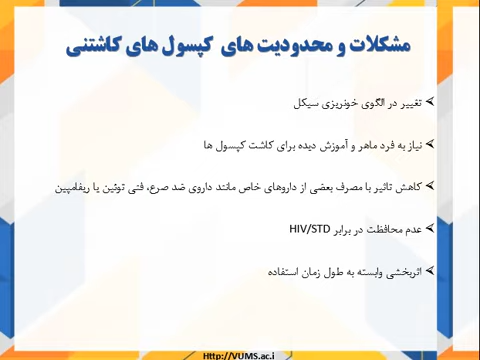 مشکلات و محدودیت های کپسول های کاشتنی
تغییر در الگوی خونریزی سیکل
نیاز به فرد ماهر و آموزش دیده برای کاشت کپسول ها
کاهش تاثیر با مصرف بعضی از داروهای خاص مانند داروی ضد صرع، فنی توئین یا ریفامپین
عدم محافظت در برابر HIV/STD
اثربخشی وابسته به طول زمان استفاده
Http://VUMS.ac.i